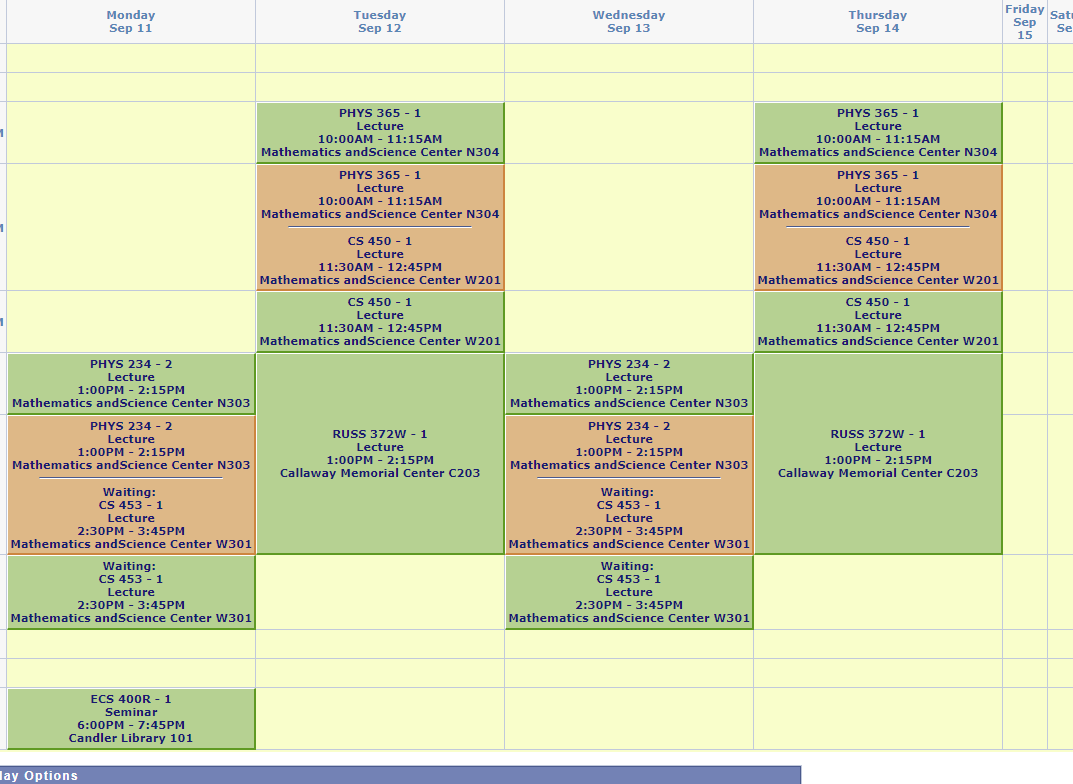 Monday
Sep 11
Tuesday
Sep 12
Wednesday
Sep 13
Thursday
Sep 14
Friday
Sep
15
PHYS 365 - 1
Lecture
10:00AM - 11:15AM
Mathematics andScience Center N304
PHYS 365 - 1
Lecture
10:00AM - 11:15AM
Mathematics andScience Center N304
PHYS 365 - 1
Lecture
10:00AM - 11:15AM
Mathematics andScience Center N304
CS 450 - 1
Lecture
11:30AM - 12:45PM
Mathematics andScience Center W201
PHYS 365 - 1
Lecture
10:00AM - 11:15AM
Mathematics andScience Center N304
CS 450 - 1
Lecture
11:30AM - 12:45PM
Mathematics andScience Center W201
CS 450 - 1
Lecture
11:30AM - 12:45PM
Mathematics andScience Center W201
CS 450 - 1
Lecture
11:30AM - 12:45PM
Mathematics andScience Center W201
PHYS 234 - 2
Lecture
1:00PM - 2:15PM
Mathematics andScience Center N303
RUSS 372W - 1
Lecture
1:00PM - 2:15PM
Callaway Memorial Center C203
PHYS 234 - 2
Lecture
1:00PM - 2:15PM
Mathematics andScience Center N303
RUSS 372W - 1
Lecture
1:00PM - 2:15PM
Callaway Memorial Center C203
PHYS 234 - 2
Lecture
1:00PM - 2:15PM
Mathematics andScience Center N303
Waiting:
CS 453 - 1
Lecture
2:30PM - 3:45PM
Mathematics andScience Center W301
PHYS 234 - 2
Lecture
1:00PM - 2:15PM
Mathematics andScience Center N303
Waiting:
CS 453 - 1
Lecture
2:30PM - 3:45PM
Mathematics andScience Center W301
Waiting:
CS 453 - 1
Lecture
2:30PM - 3:45PM
Mathematics andScience Center W301
Waiting:
CS 453 - 1
Lecture
2:30PM - 3:45PM
Mathematics andScience Center W301
ECS 400R - 1
Seminar
6:00PM - 7:45PM
Candler Library 101
Options